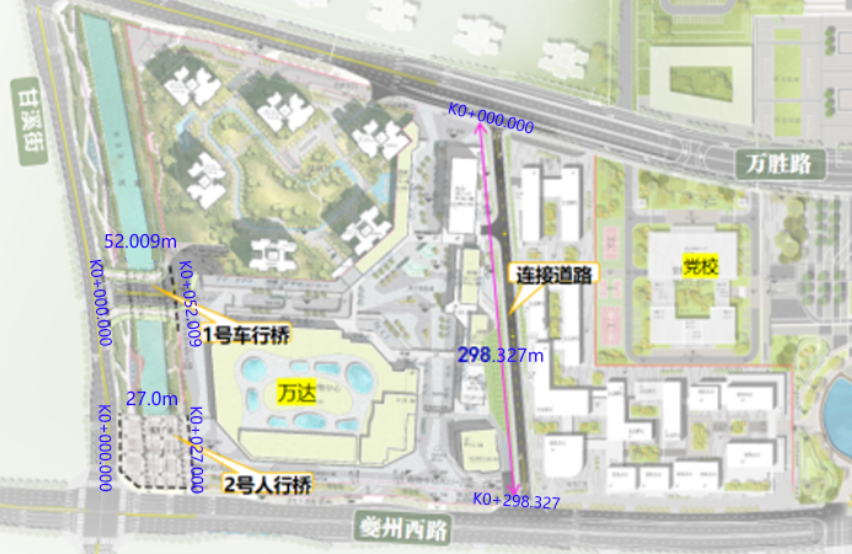 K0+000.000
甘溪街
万胜路
党校
52.009m
连接道路
K0+000.000
K0+052.009
1号车行桥
298.327m
万达
27.0m
K0+000.000
K0+027.000
2号人行桥
K0+298.327
夔州西路